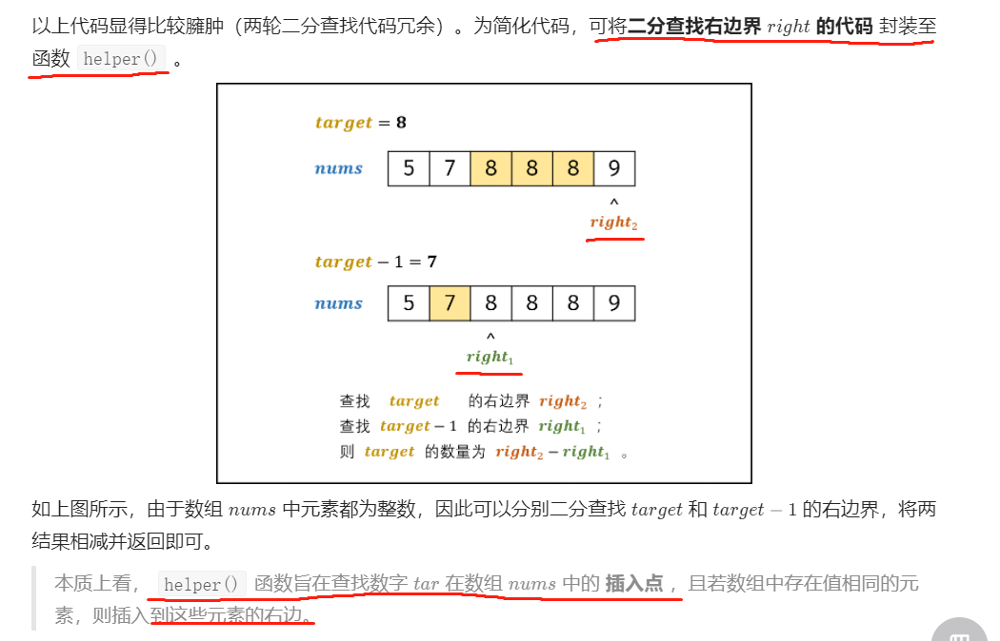 以上代码显得比较臃肿（两轮二分查找代码冗余）。为简化代码，可将二分查找右边界 right 的代码 封装至
函数 helper() 。
target = 8
nums 5 7 8 8 8 9
^
right₂
target − 1 = 7
nums 5 7 8 8 8 9
^
right₁
查找 target 的右边界 right₂ ；
查找 target − 1 的右边界 right₁ ；
则 target 的数量为 right₂ − right₁ 。
如上图所示，由于数组 nums 中元素都为整数，因此可以分别二分查找 target 和 target − 1 的右边界，将两
结果相减并返回即可。
本质上看， helper() 函数旨在查找数字 tar 在数组 nums 中的 插入点 ，且若数组中存在值相同的元
素，则插入到这些元素的右边。